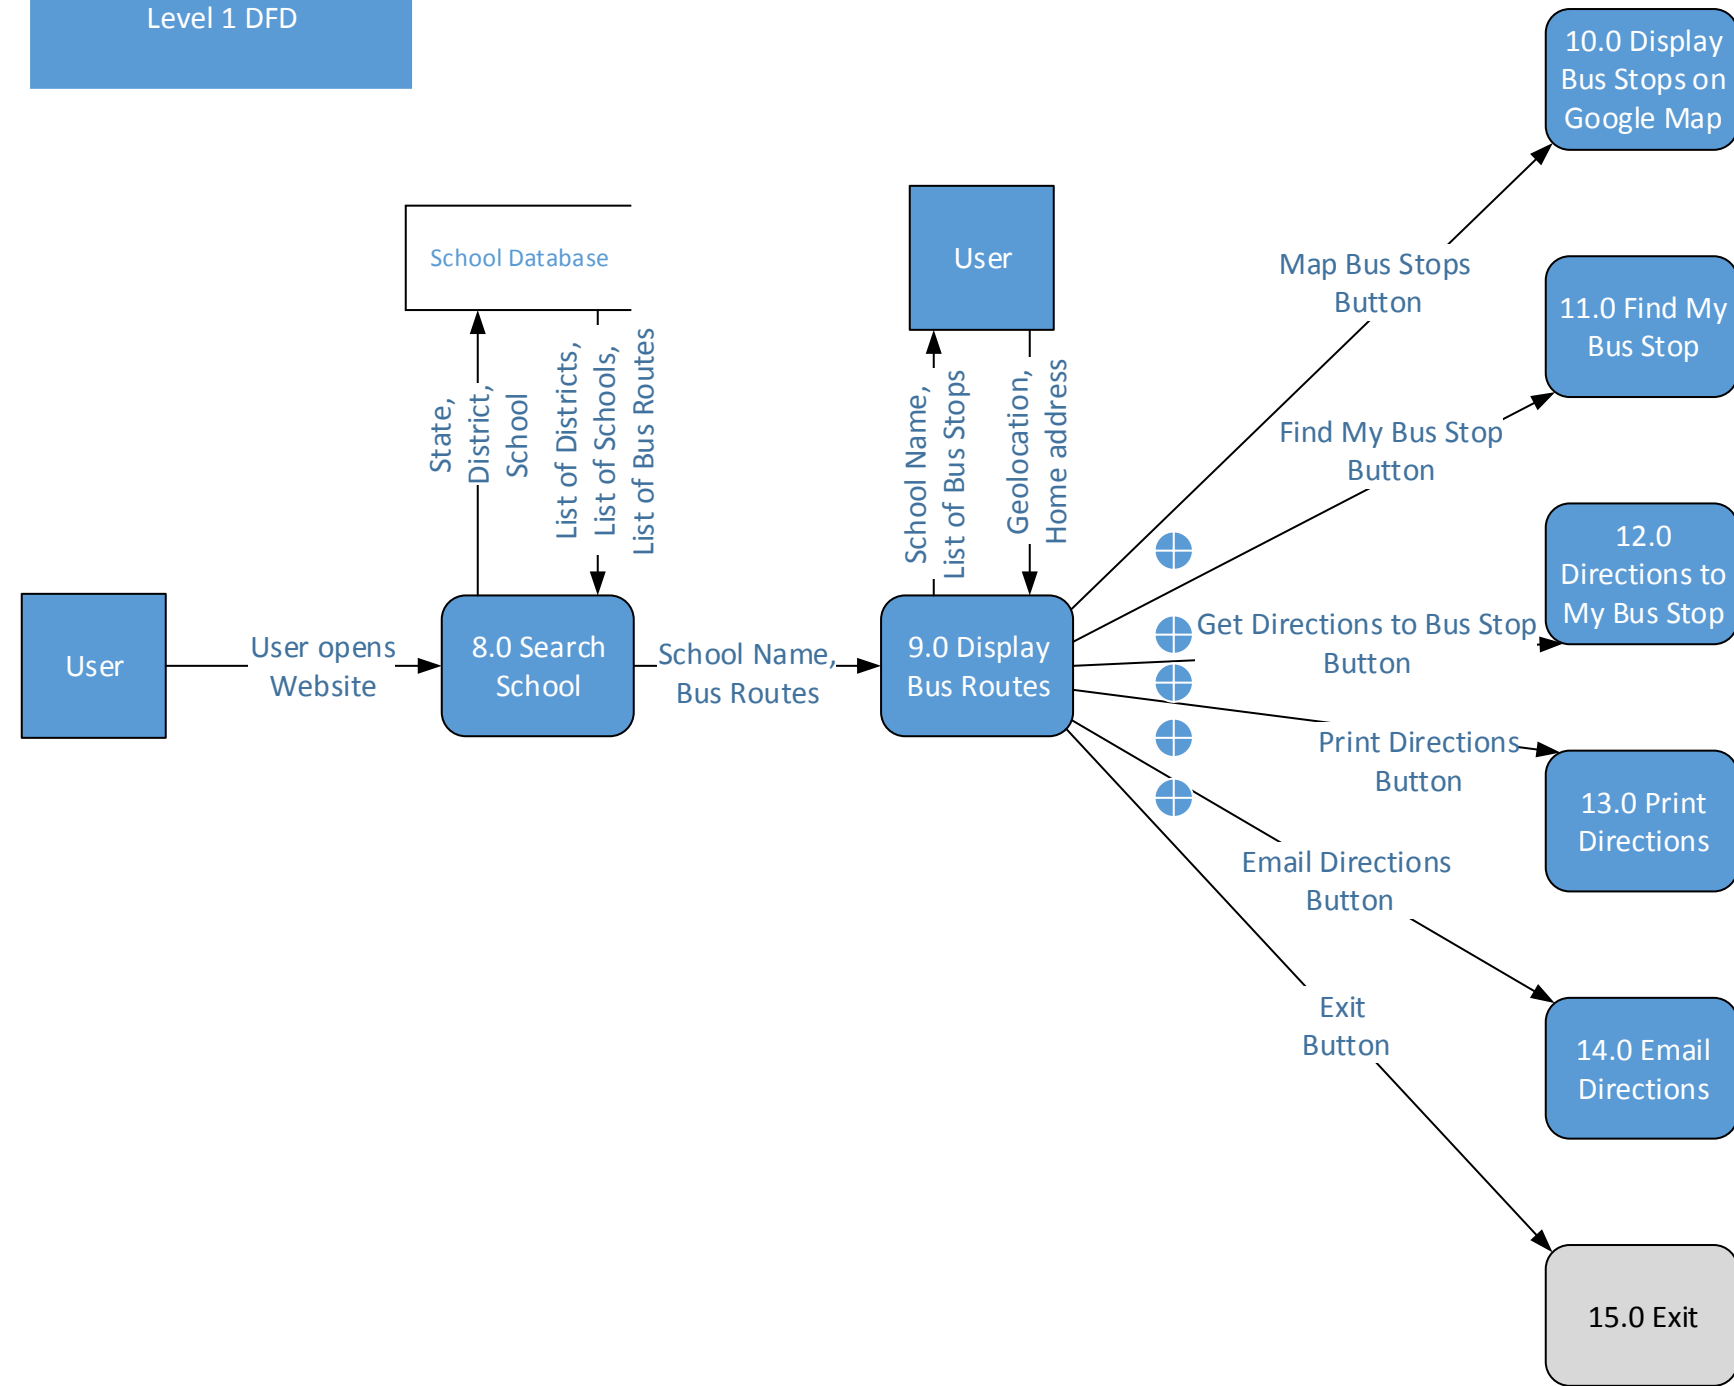 Level 1 DFD
10.0 Display
Bus Stops on
Google Map
School Database
User
Map Bus Stops
Button
11.0 Find My
Bus Stop
State,
District,
School
List of Districts,
List of Schools,
List of Bus Routes
School Name,
List of Bus Stops
Geolocation,
Home address
Find My Bus Stop
Button
12.0
Directions to
My Bus Stop
User
User opens
Website
8.0 Search
School
School Name,
Bus Routes
9.0 Display
Bus Routes
Get Directions to Bus Stop
Button
Print Directions
Button
13.0 Print
Directions
Email Directions
Button
14.0 Email
Directions
Exit
Button
15.0 Exit